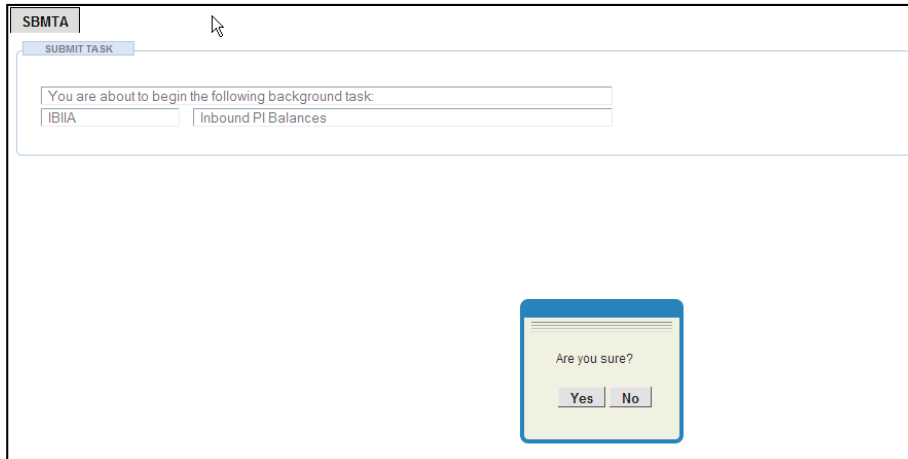 SBMTA
SUBMIT TASK
You are about to begin the following background task:
IBIIA Inbound PI Balances
Are you sure?
Yes No